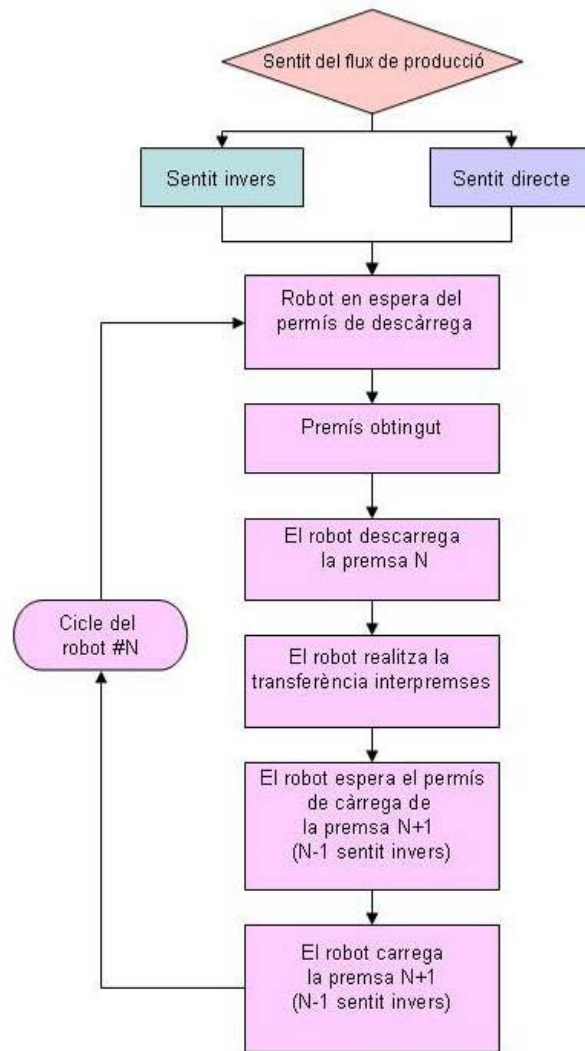 Sentit del flux de producció
Sentit invers
Sentit directe
Robot en espera del
permís de descàrrega
Premís obtingut
El robot descarrega
la premsa N
Cicle del
robot #N
El robot realitza la
transferència interpremses
El robot espera el permís
de càrrega de
la premsa N+1
(N-1 sentit invers)
El robot carrega
la premsa N+1
(N-1 sentit invers)